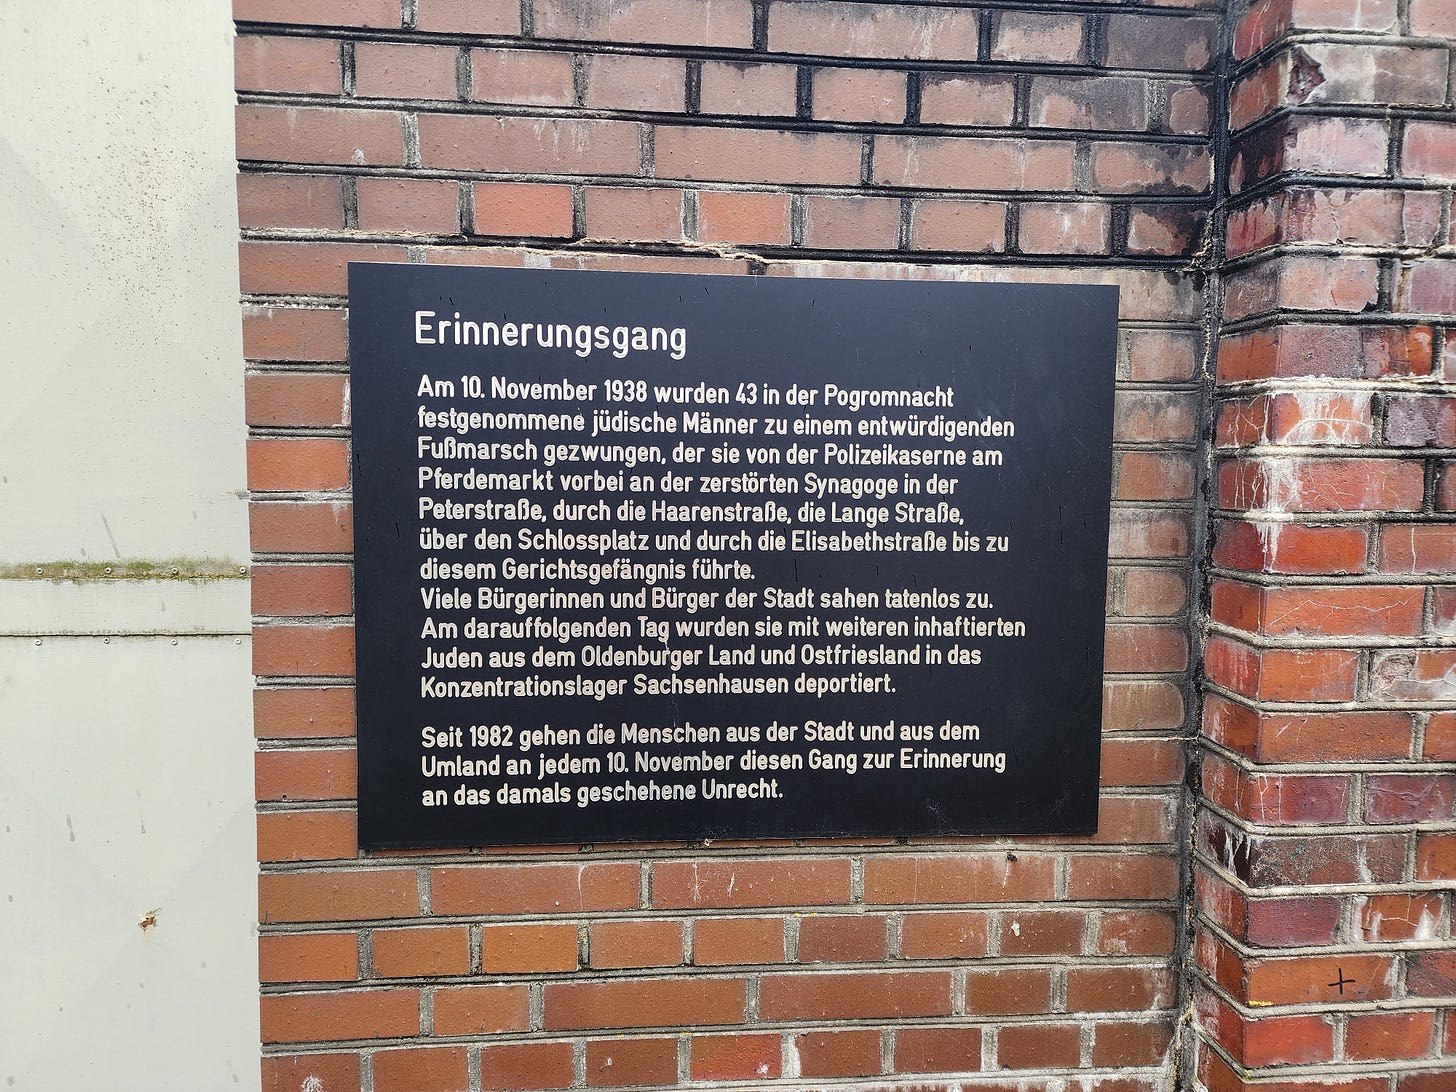 Erinnerungsgang
Am 10. November 1938 wurden 43 in der Pogromnacht
festgenommene jüdische Männer zu einem entwürdigenden
Fußmarsch gezwungen, der sie von der Polizeikaserne am
Pferdemarkt vorbei an der zerstörten Synagoge in der
Peterstraße, durch die Haarenstraße, die Lange Straße,
über den Schlossplatz und durch die Elisabethstraße bis zu
diesem Gerichtsgefängnis führte.
Viele Bürgerinnen und Bürger der Stadt sahen tatenlos zu.
Am darauffolgenden Tag wurden sie mit weiteren inhaftierten
Juden aus dem Oldenburger Land und Ostfriesland in das
Konzentrationslager Sachsenhausen deportiert.
Seit 1982 gehen die Menschen aus der Stadt und aus dem
Umland an jedem 10. November diesen Gang zur Erinnerung
an das damals geschehene Unrecht.